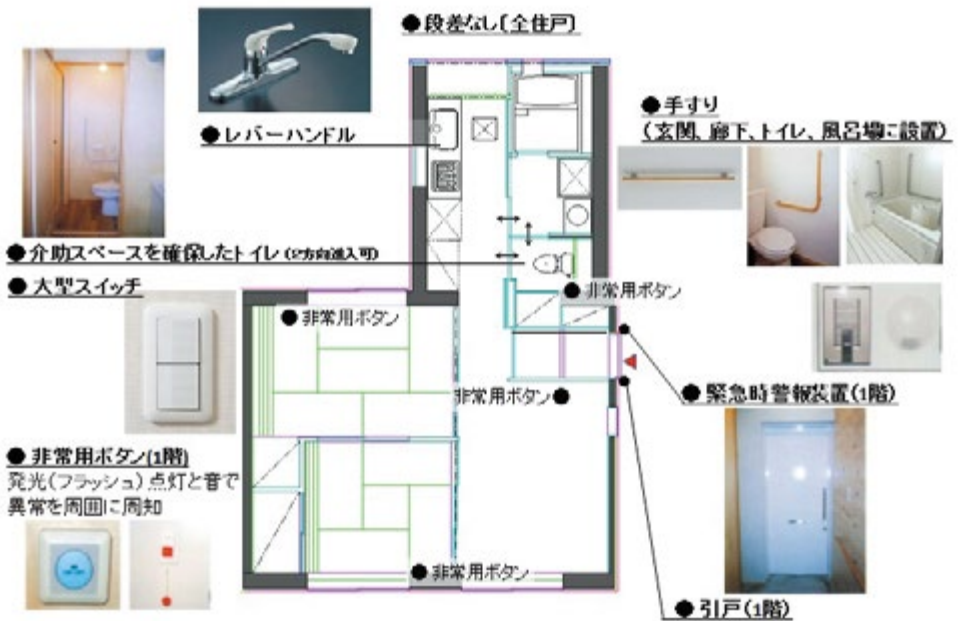 ●段差なし〔全住戸〕
●レバーハンドル
●手すり
(玄関、廊下、トイレ、風呂場に設置)
●介助スペースを確保したトイレ(2方向進入可)
●大型スイッチ
●非常用ボタン
●非常用ボタン
非常用ボタン●
●緊急時警報装置(1階)
●非常用ボタン(1階)
発光(フラッシュ)点灯と音で
異常を周囲に周知
●非常用ボタン
●引戸(1階)